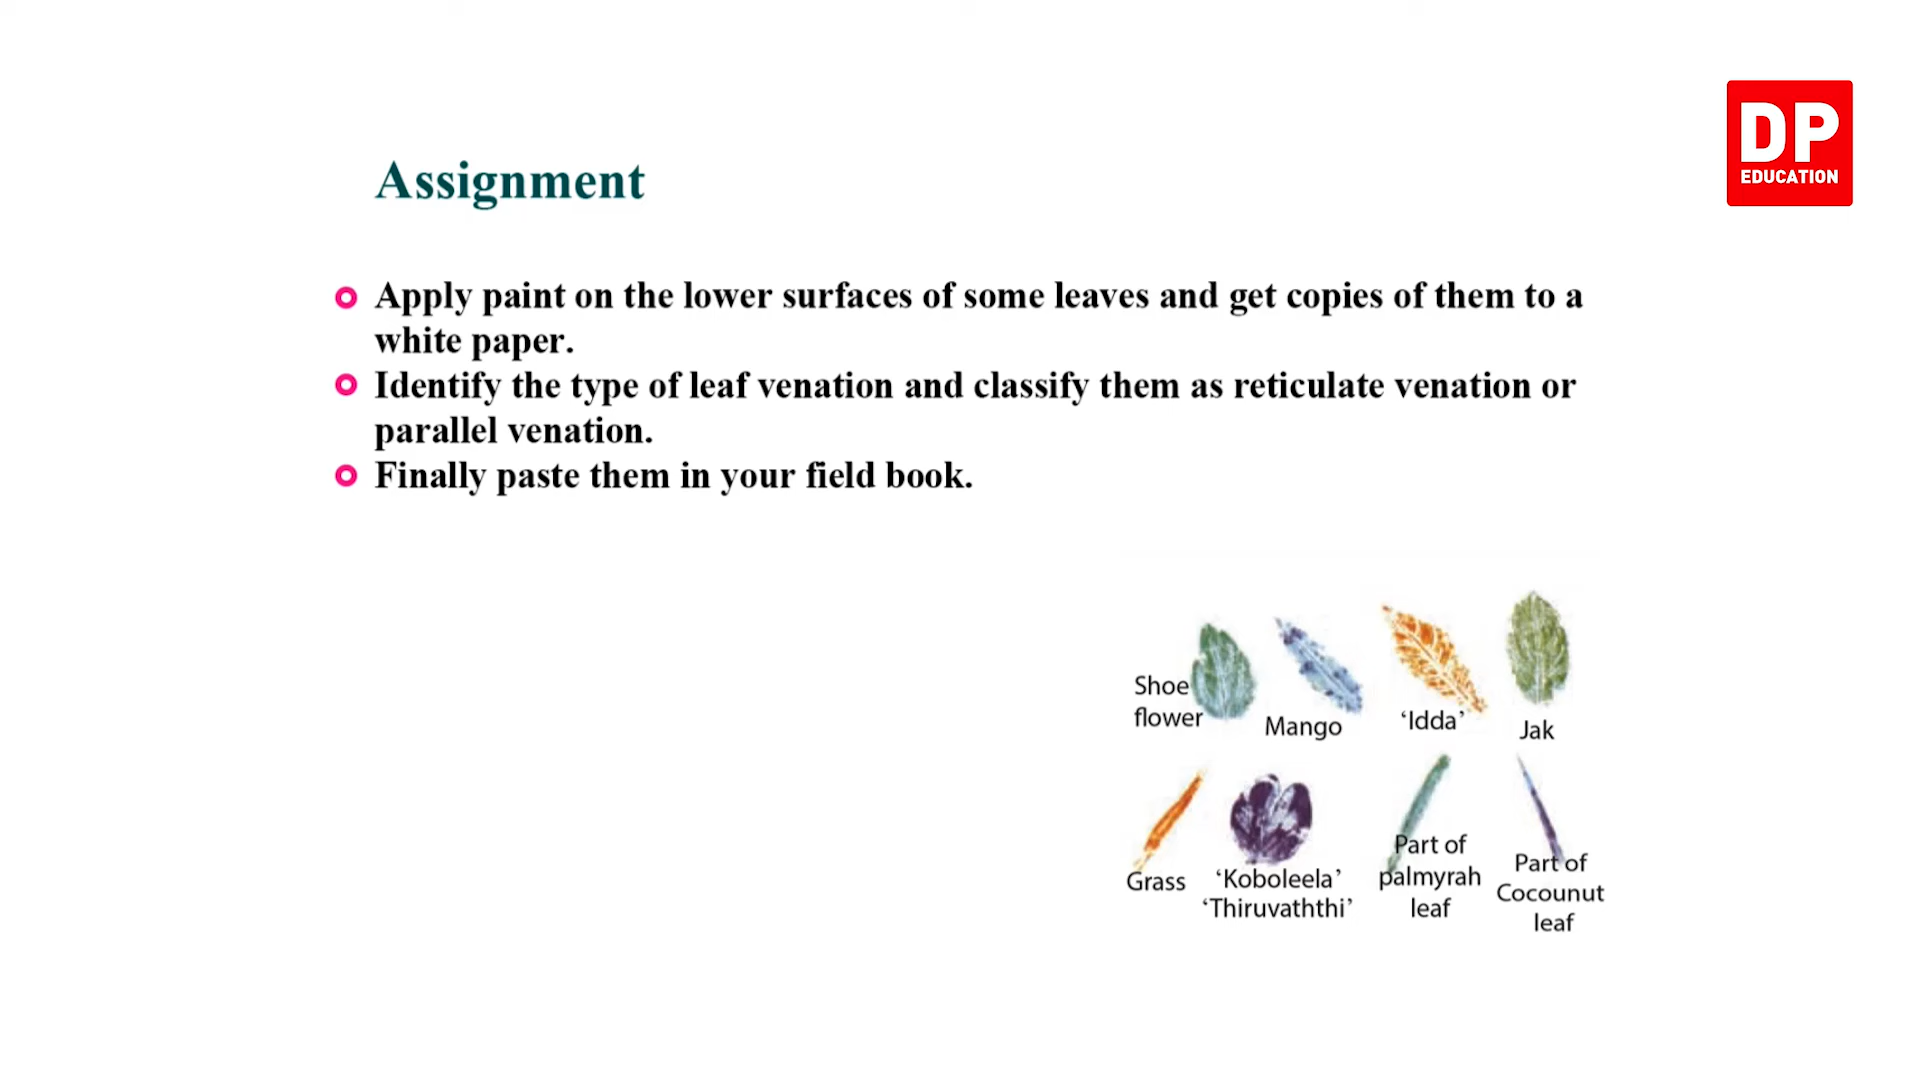 DP
EDUCATION
Assignment
Apply paint on the lower surfaces of some leaves and get copies of them to a
white paper.
Identify the type of leaf venation and classify them as reticulate venation or
parallel venation.
Finally paste them in your field book.
Shoe
flower
Mango
‘Idda’
Jak
Grass
‘Koboleela’
‘Thiruvaththi’
Part of
palmyrah
leaf
Part of
Cocounut
leaf